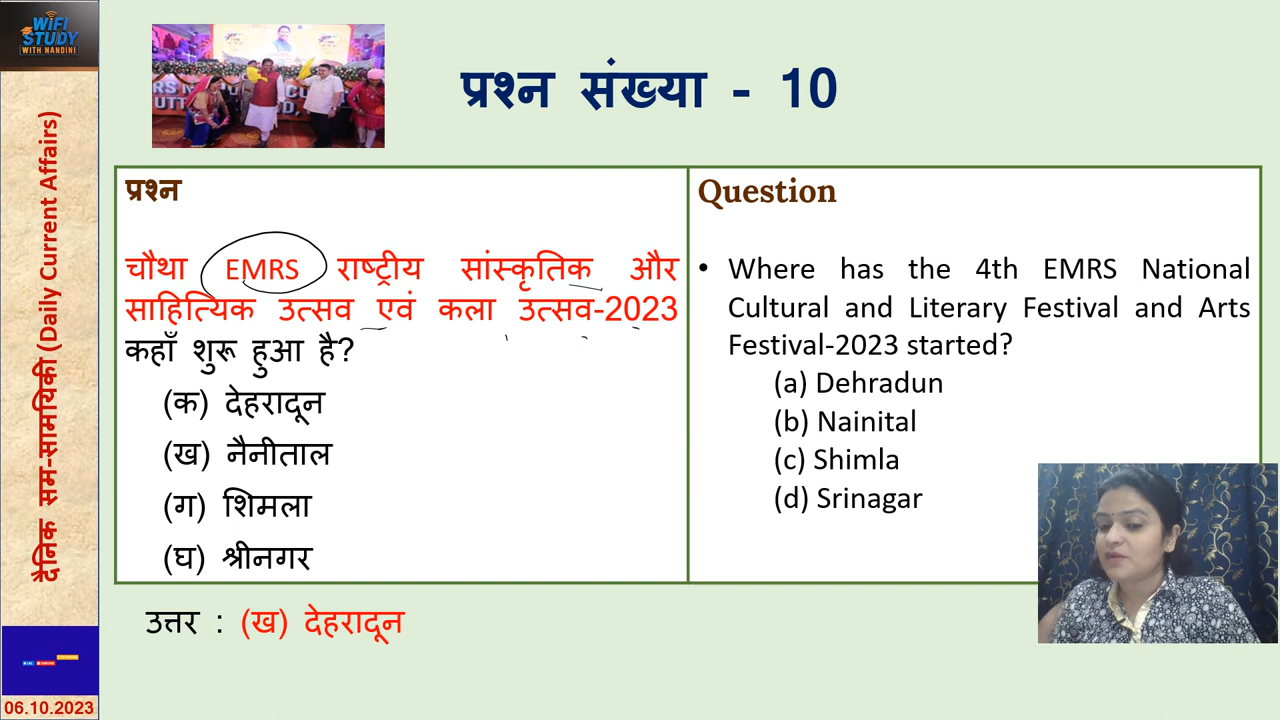 WiFi
STUDY
WITH NANDINI
प्रश्न संख्या - 10
दैनिक सम-सामयिकी (Daily Current Affairs)
प्रश्न
चौथा EMRS राष्ट्रीय सांस्कृतिक और
साहित्यिक उत्सव एवं कला उत्सव-2023
कहाँ शुरू हुआ है?
(क) देहरादून
(ख) नैनीताल
(ग) शिमला
(घ) श्रीनगर
Question
• Where has the 4th EMRS National
Cultural and Literary Festival and Arts
Festival-2023 started?
(a) Dehradun
(b) Nainital
(c) Shimla
(d) Srinagar
उत्तर : (ख) देहरादून
06.10.2023